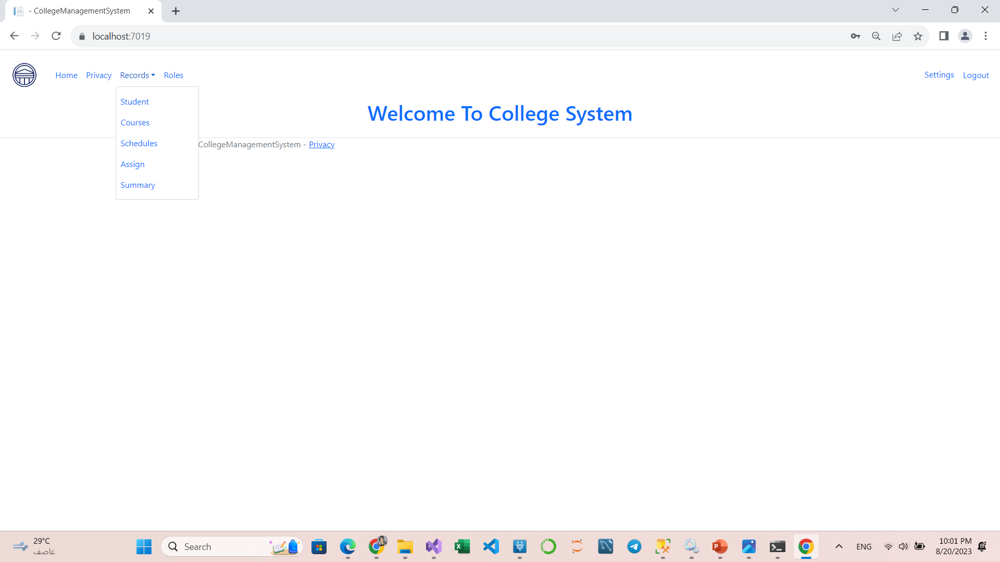 - CollegeManagementSystem
localhost:7019
Home Privacy Records Roles Settings Logout
Student
Courses
Schedules
Assign
Summary
Welcome To College System
CollegeManagementSystem - Privacy
29°C
عاصف
Search
ENG
10:01 PM
8/20/2023